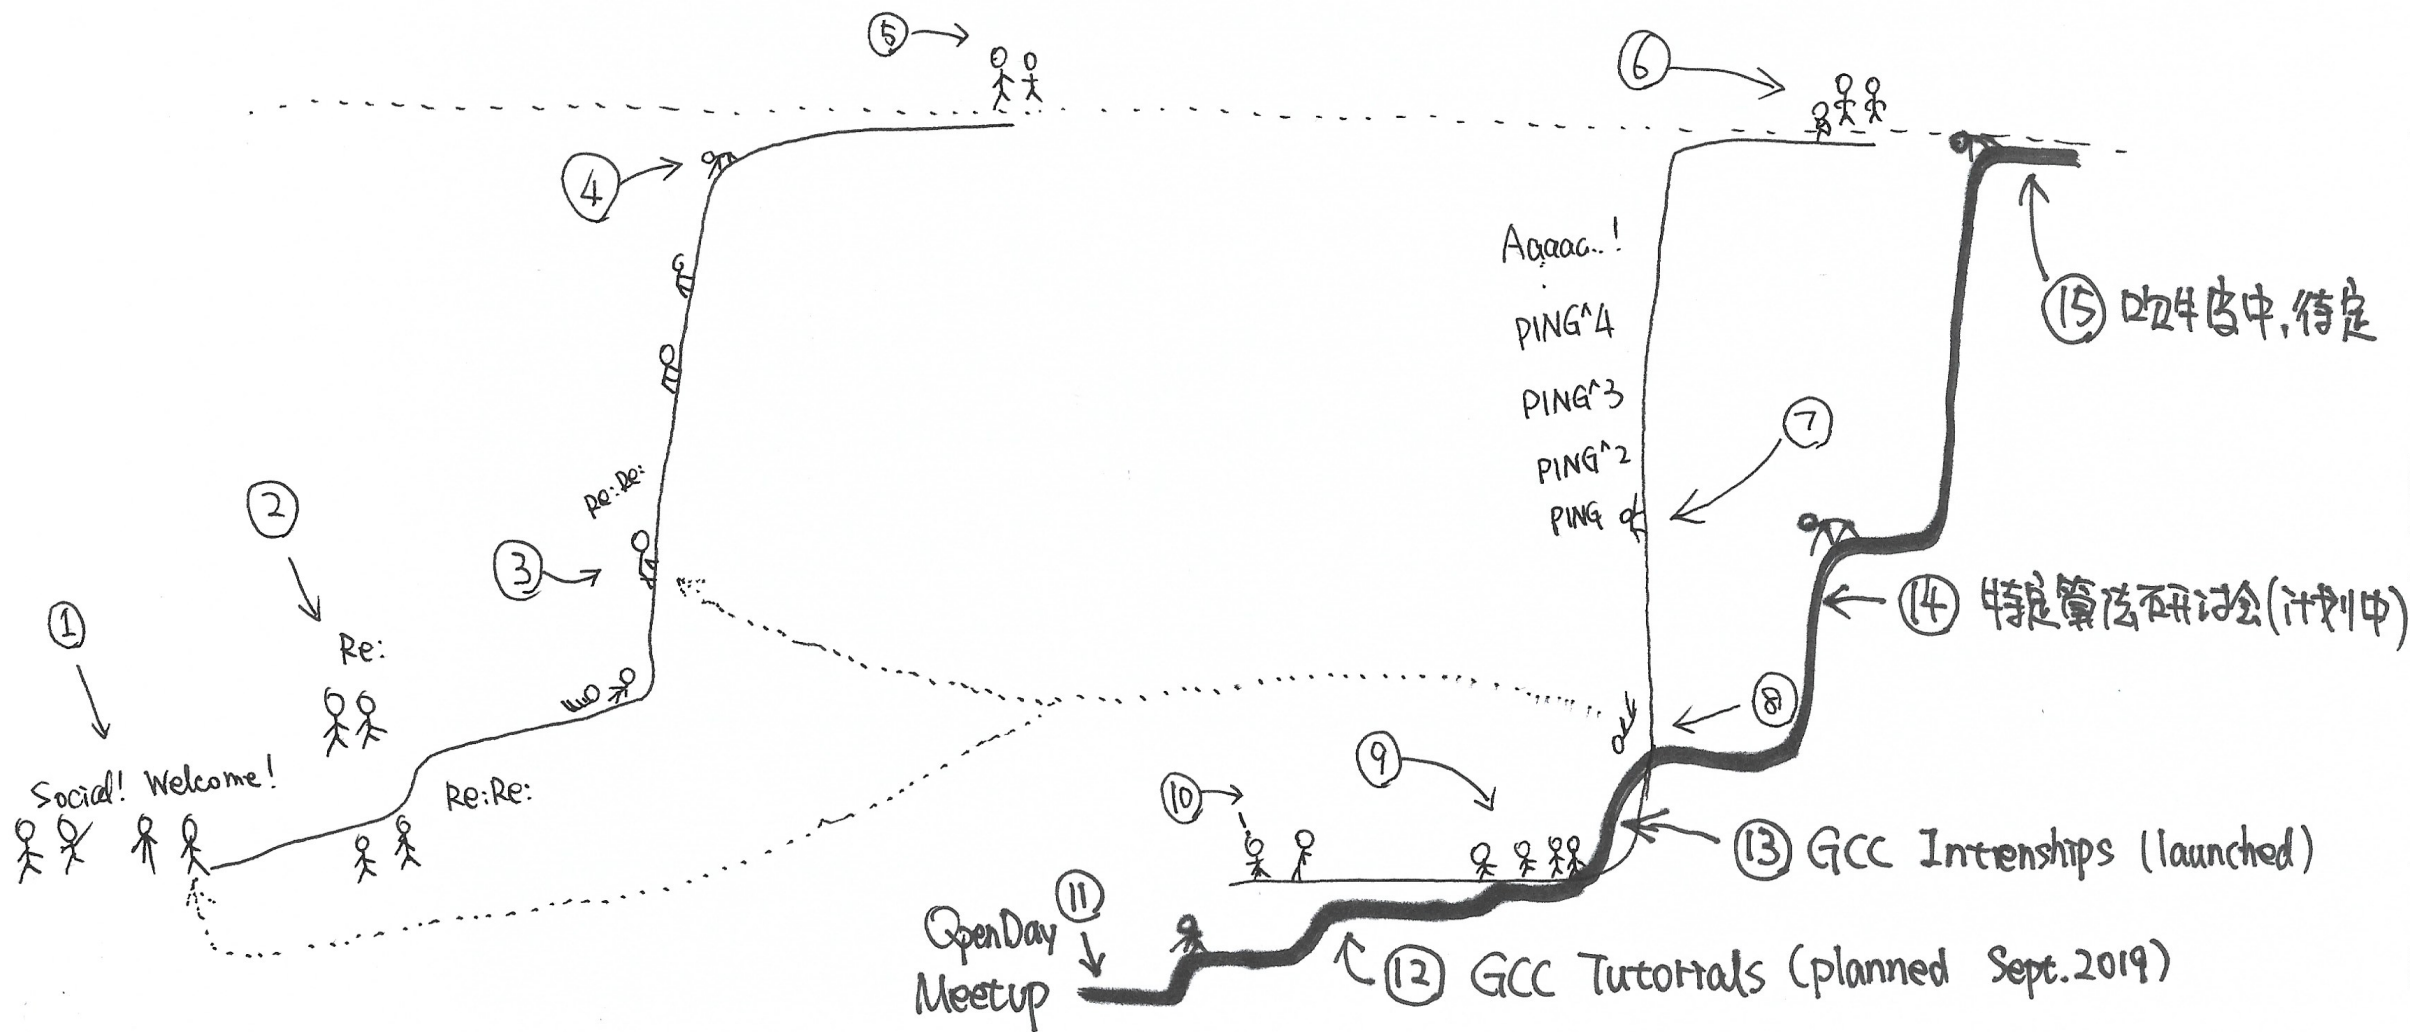 ①
Social! Welcome!
②
Re:
Re:Re:
③
Re:Re:
④
⑤
⑥
Aaaaa..!
PING^4
PING^3
PING^2
PING
⑦
⑧
⑨
⑩
⑪
OpenDay
Meetup
⑫ GCC Tutorials (planned Sept.2019)
⑬ GCC Internships (launched)
⑭ 特定算法研讨会(计划中)
⑮ 吹牛皮中,待定